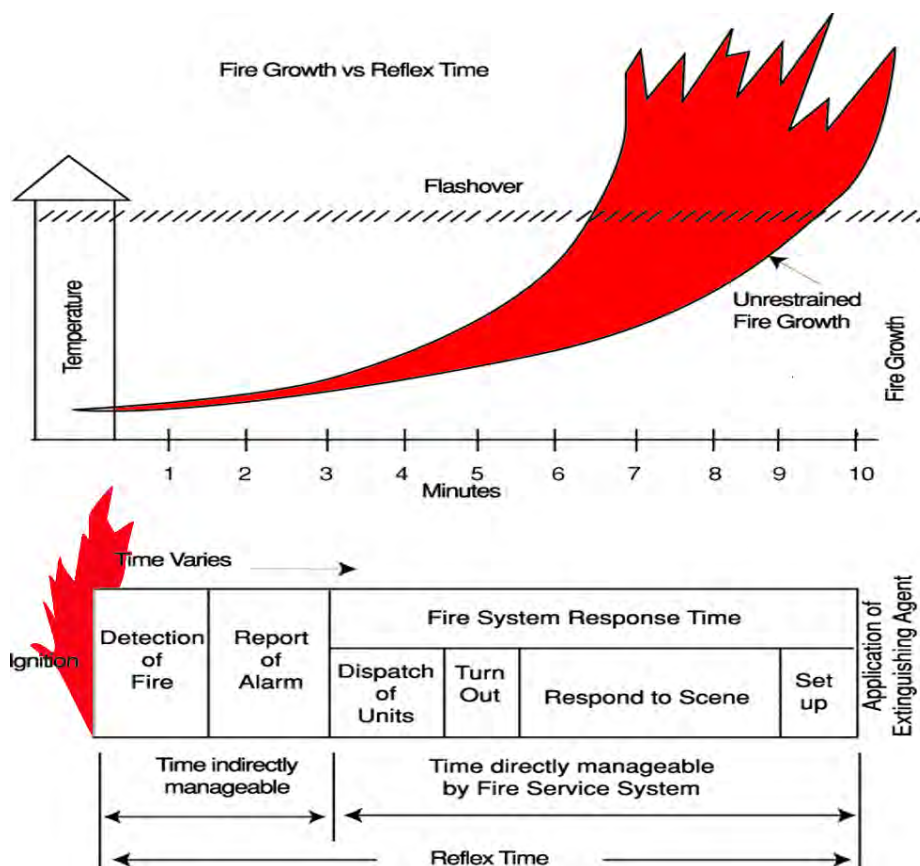 Fire Growth vs Reflex Time
Flashover
Temperature
Unrestrained
Fire Growth
Fire Growth
1 2 3 4 5 6 7 8 9 10
Minutes
Time Varies
Ignition
Detection
of
Fire
Report
of
Alarm
Fire System Response Time
Dispatch
of
Units
Turn
Out
Respond to Scene
Set
up
Application of
Extinguishing Agent
Time indirectly
manageable
Time directly manageable
by Fire Service System
Reflex Time